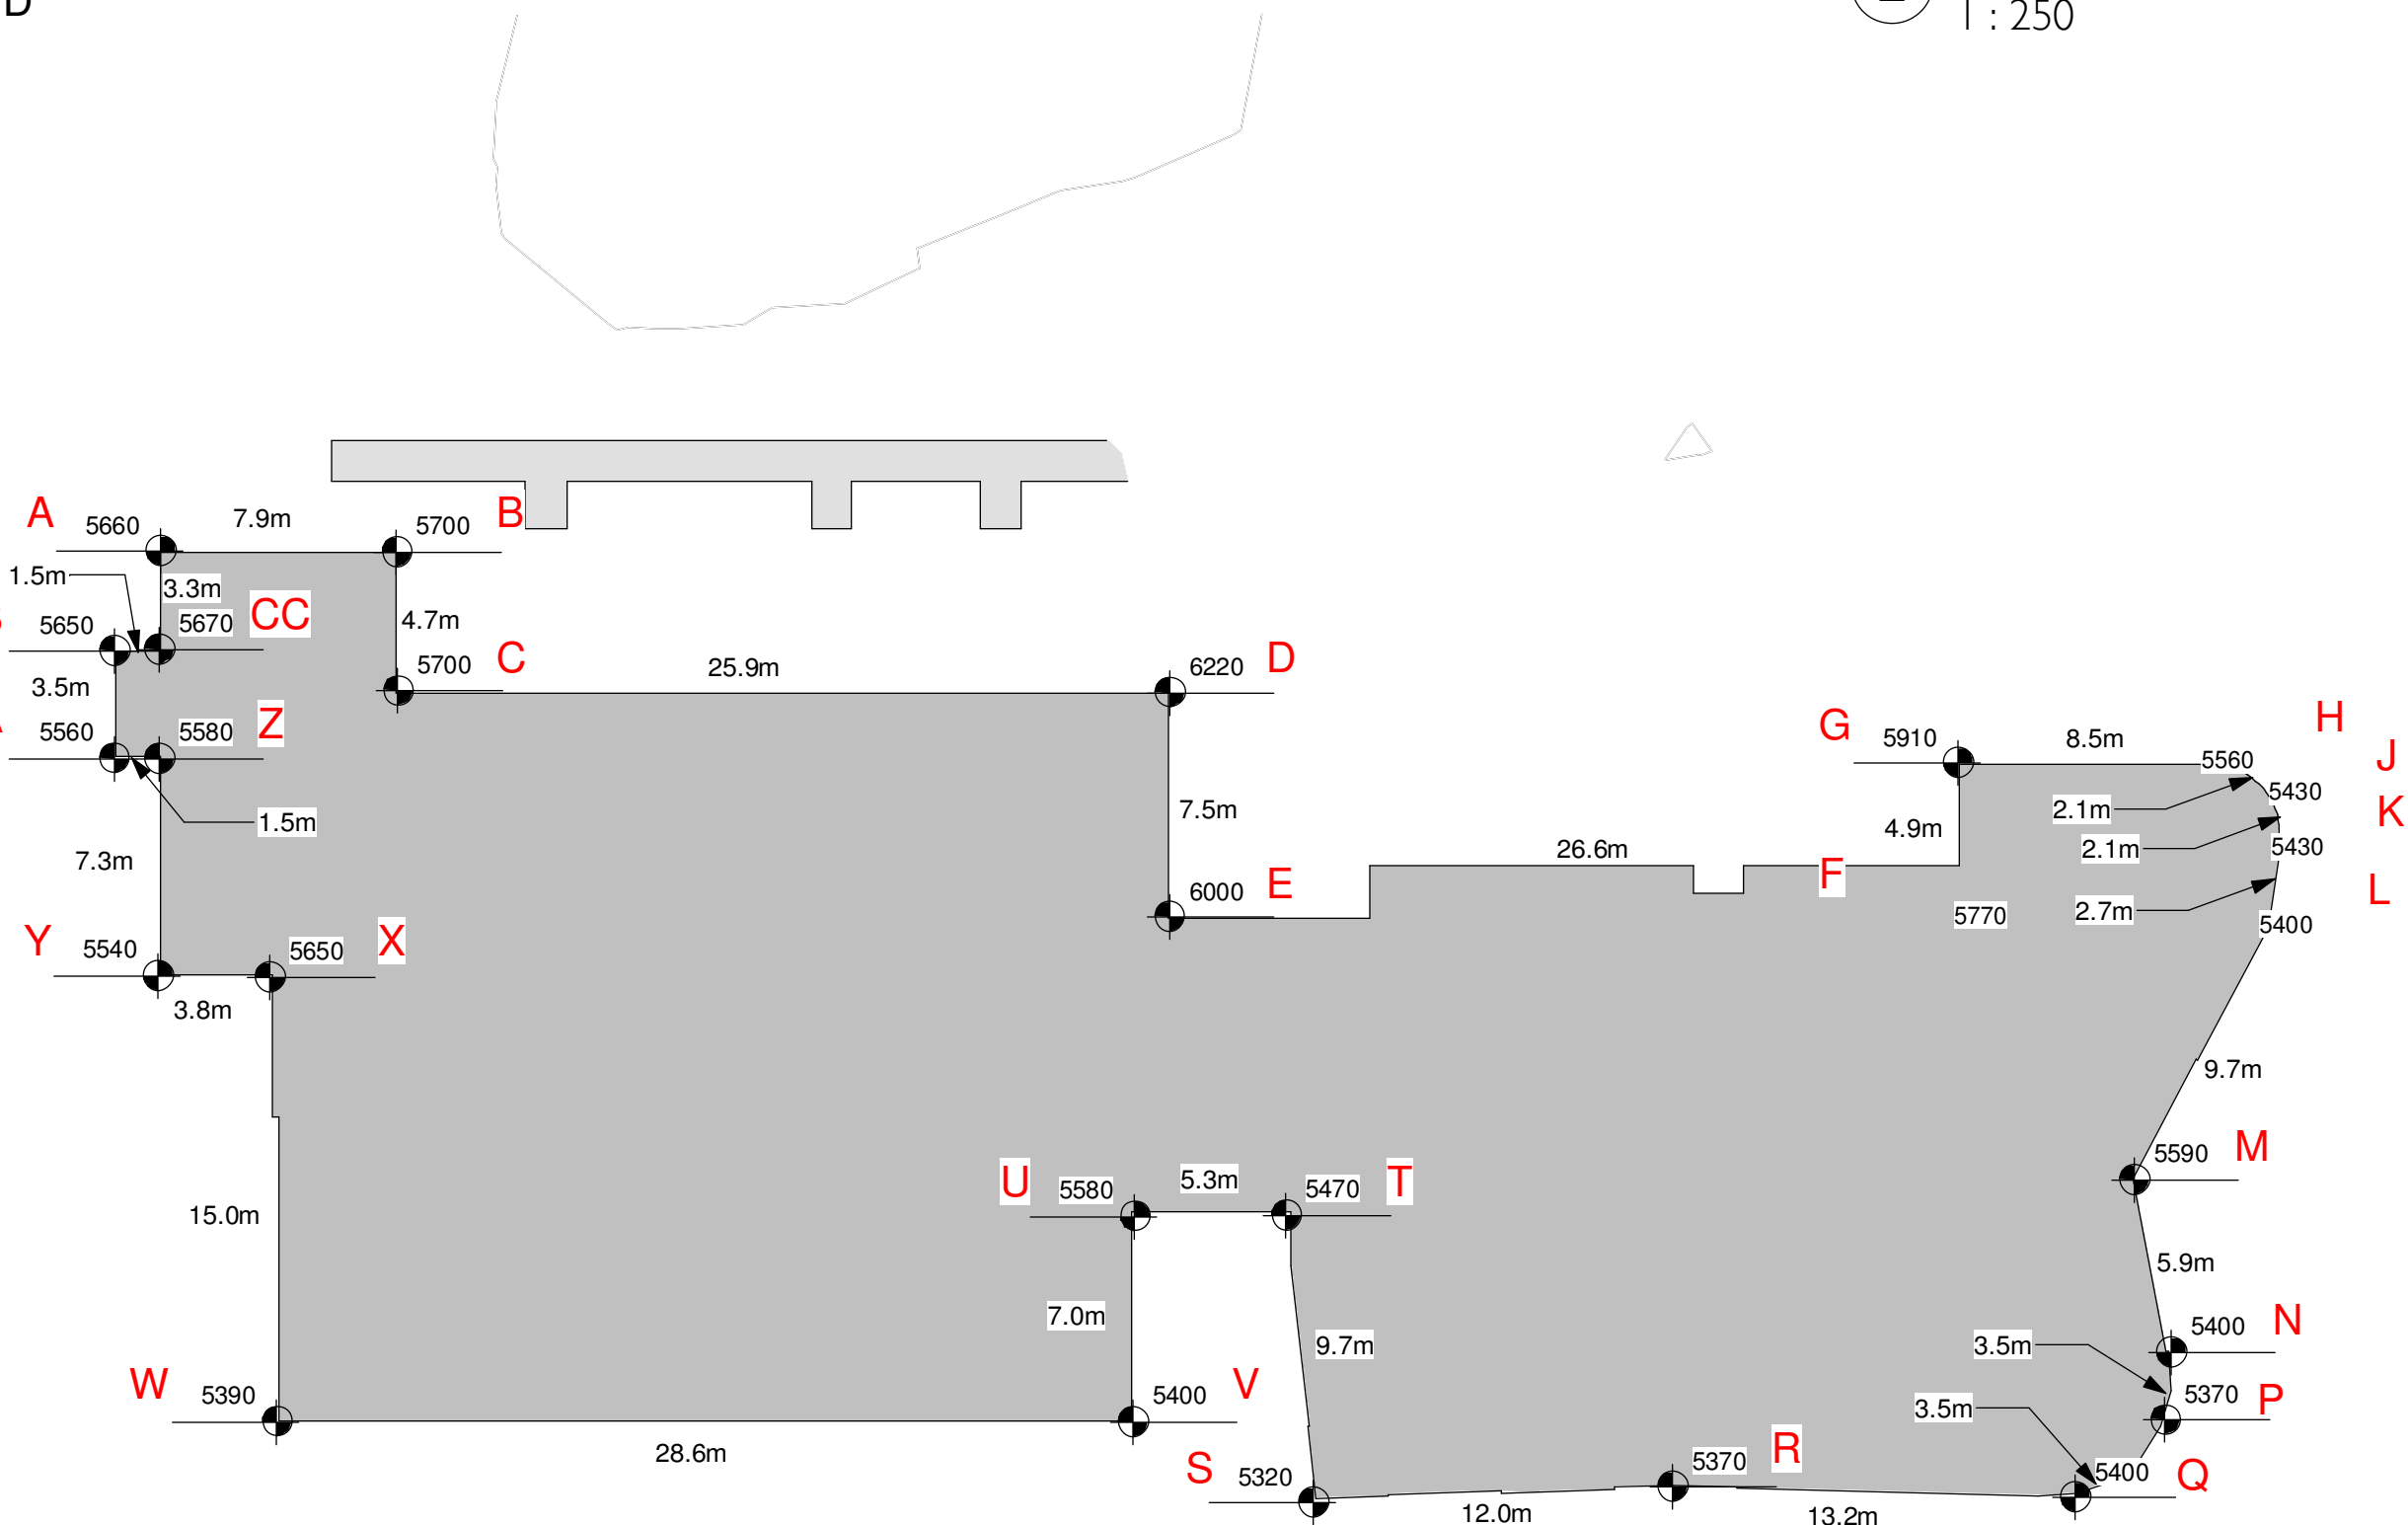 1 : 250
A 5660 7.9m 5700 B
1.5m 3.3m
5650 5670 CC
4.7m
5700 C 25.9m 6220 D
3.5m
5560 5580 Z
G 5910 8.5m H
5560 J
5430 K
2.1m
2.1m
5430
L
2.7m
5400
7.5m
1.5m
4.9m
7.3m
26.6m F
5770
6000 E
Y 5540 5650 X
3.8m
9.7m
5590 M
U 5580 5.3m 5470 T
15.0m
5.9m
7.0m
9.7m
5400 N
3.5m
5370 P
3.5m
W 5390 5400 V
28.6m
S 5320 5370 R
5400 Q
12.0m 13.2m